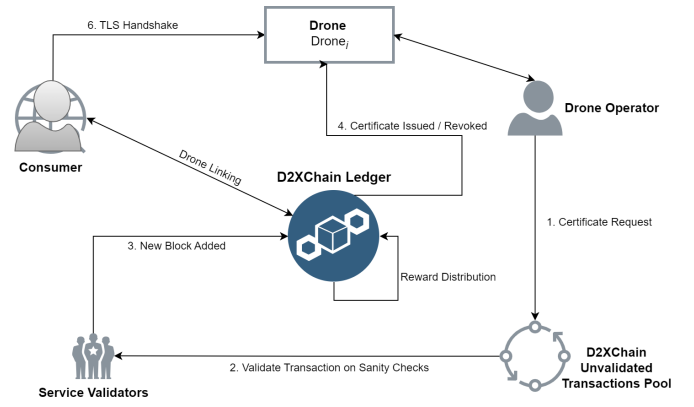 6. TLS Handshake
Drone
Drone_i
Drone Operator
4. Certificate Issued / Revoked
Consumer
Drone Linking
D2XChain Ledger
1. Certificate Request
3. New Block Added
Reward Distribution
2. Validate Transaction on Sanity Checks
D2XChain
Unvalidated
Transactions Pool
Service Validators